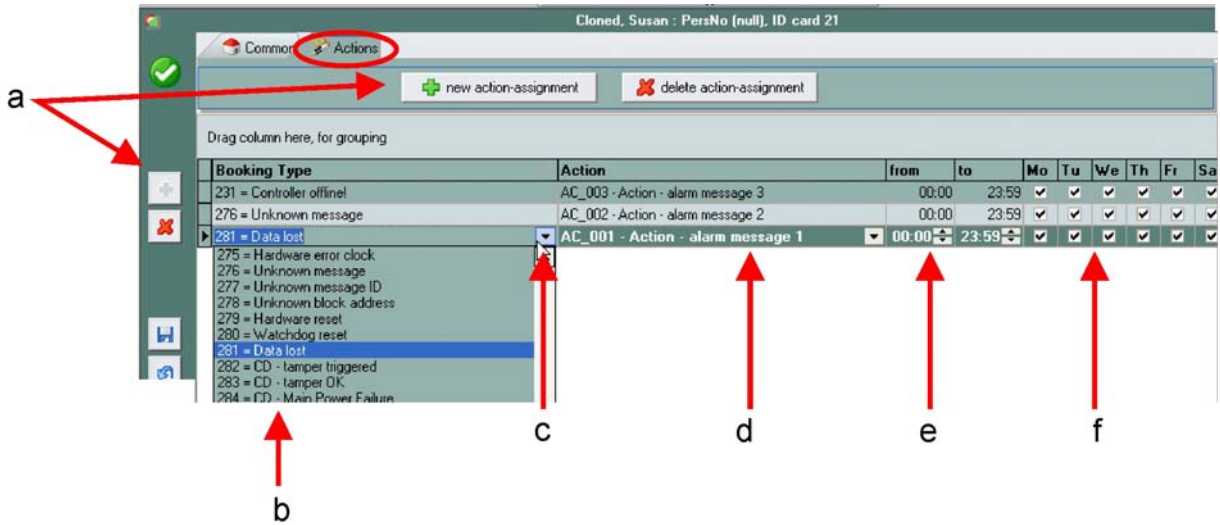 Cloned, Susan : PersNo (null), ID card 21
Common Actions
a
new action-assignment delete action-assignment
Drag column here, for grouping
Booking Type Action from to Mo Tu We Th Fr Sa
231 = Controller offline! AC_003 - Action - alarm message 3 00:00 23:59
276 = Unknown message AC_002 - Action - alarm message 2 00:00 23:59
281 = Data lost AC_001 - Action - alarm message 1 00:00 23:59
275 = Hardware error clock
276 = Unknown message
277 = Unknown message ID
278 = Unknown block address
279 = Hardware reset
280 = Watchdog reset
281 = Data lost
282 = CD - tamper triggered
283 = CD - tamper OK
284 = CD - Main Power Failure
c d e f
b